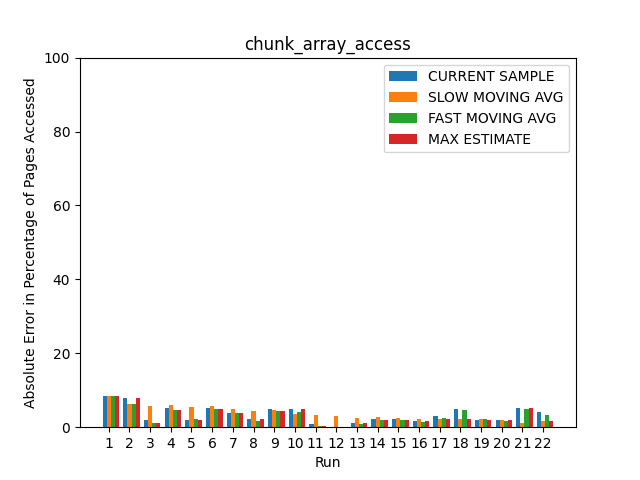 chunk_array_access
Absolute Error in Percentage of Pages Accessed
100
80
60
40
20
0
CURRENT SAMPLE
SLOW MOVING AVG
FAST MOVING AVG
MAX ESTIMATE
1 2 3 4 5 6 7 8 9 10 11 12 13 14 15 16 17 18 19 20 21 22
Run